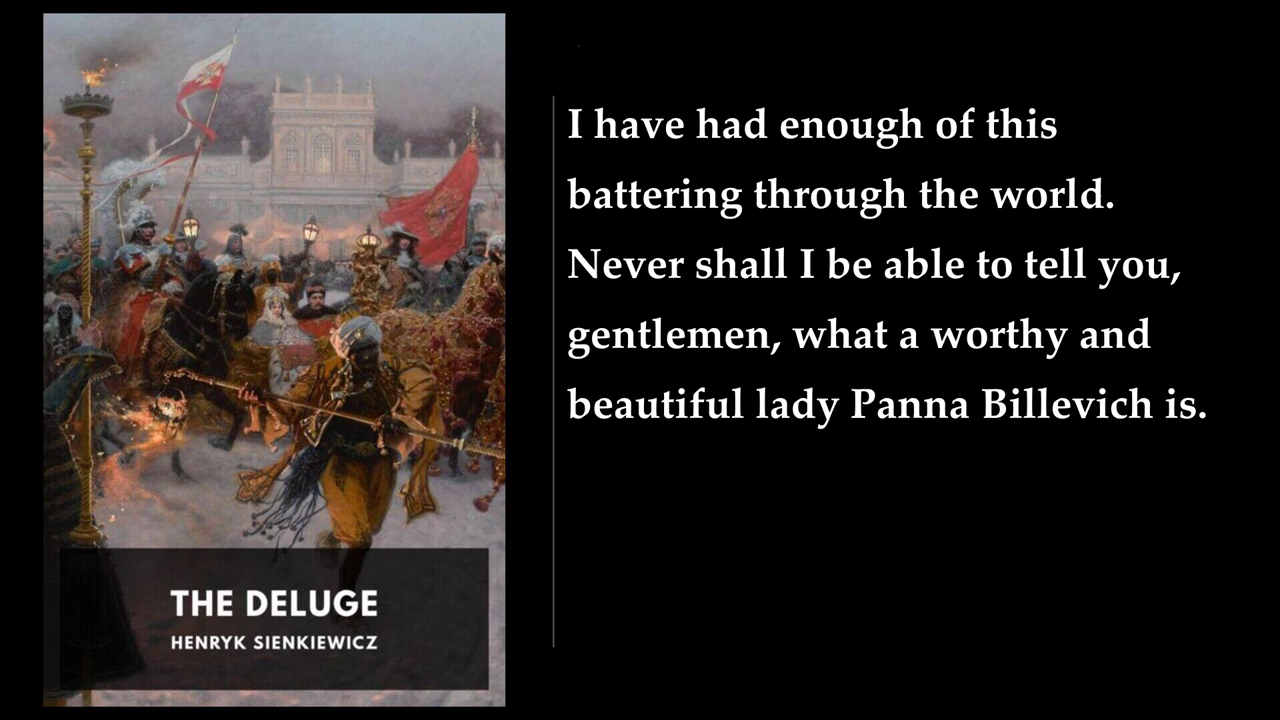 I have had enough of this
battering through the world.
Never shall I be able to tell you,
gentlemen, what a worthy and
beautiful lady Panna Billevich is.
THE DELUGE
HENRYK SIENKIEWICZ